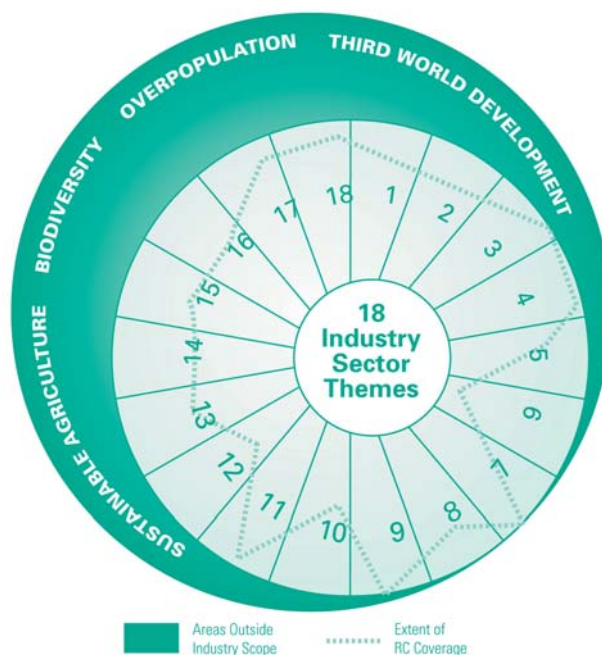 OVERPOPULATION
THIRD WORLD DEVELOPMENT
BIODIVERSITY
SUSTAINABLE AGRICULTURE
18
Industry
Sector
Themes
1
2
3
4
5
6
7
8
9
10
11
12
13
14
15
16
17
18
Areas Outside
Industry Scope
Extent of
RC Coverage